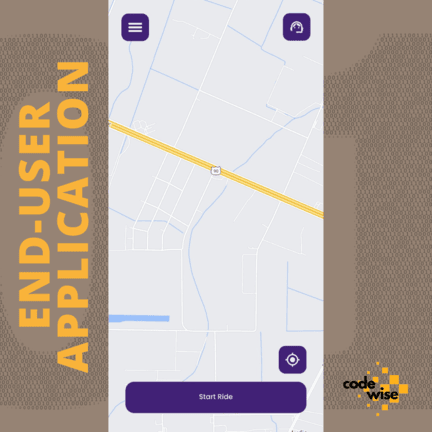 END-USER
APPLICATION
Start Ride
code
wise